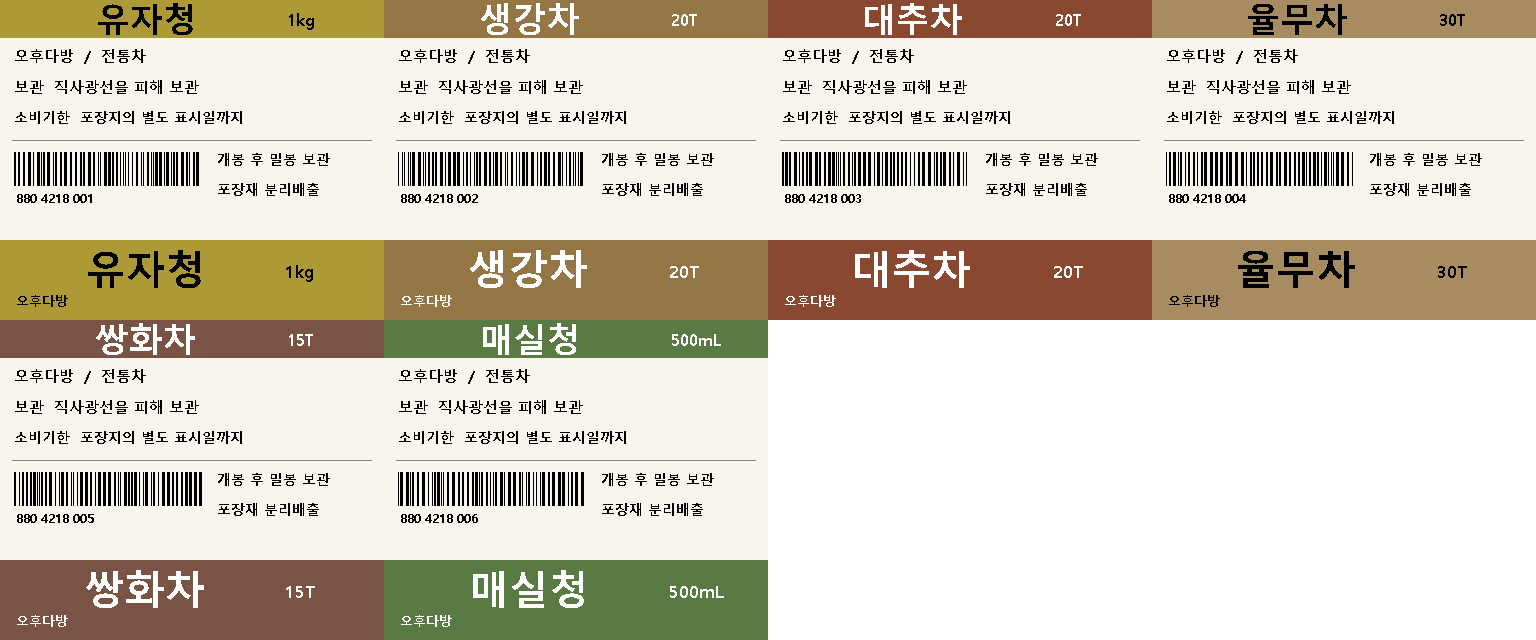 유자청 1kg
오후다방 / 전통차
보관 직사광선을 피해 보관
소비기한 포장지의 별도 표시일까지
개봉 후 밀봉 보관
포장재 분리배출
880 4218 001
유자청 1kg
오후다방
생강차 20T
오후다방 / 전통차
보관 직사광선을 피해 보관
소비기한 포장지의 별도 표시일까지
개봉 후 밀봉 보관
포장재 분리배출
880 4218 002
생강차 20T
오후다방
대추차 20T
오후다방 / 전통차
보관 직사광선을 피해 보관
소비기한 포장지의 별도 표시일까지
개봉 후 밀봉 보관
포장재 분리배출
880 4218 003
대추차 20T
오후다방
율무차 30T
오후다방 / 전통차
보관 직사광선을 피해 보관
소비기한 포장지의 별도 표시일까지
개봉 후 밀봉 보관
포장재 분리배출
880 4218 004
율무차 30T
오후다방
쌍화차 15T
오후다방 / 전통차
보관 직사광선을 피해 보관
소비기한 포장지의 별도 표시일까지
개봉 후 밀봉 보관
포장재 분리배출
880 4218 005
쌍화차 15T
오후다방
매실청 500mL
오후다방 / 전통차
보관 직사광선을 피해 보관
소비기한 포장지의 별도 표시일까지
개봉 후 밀봉 보관
포장재 분리배출
880 4218 006
매실청 500mL
오후다방